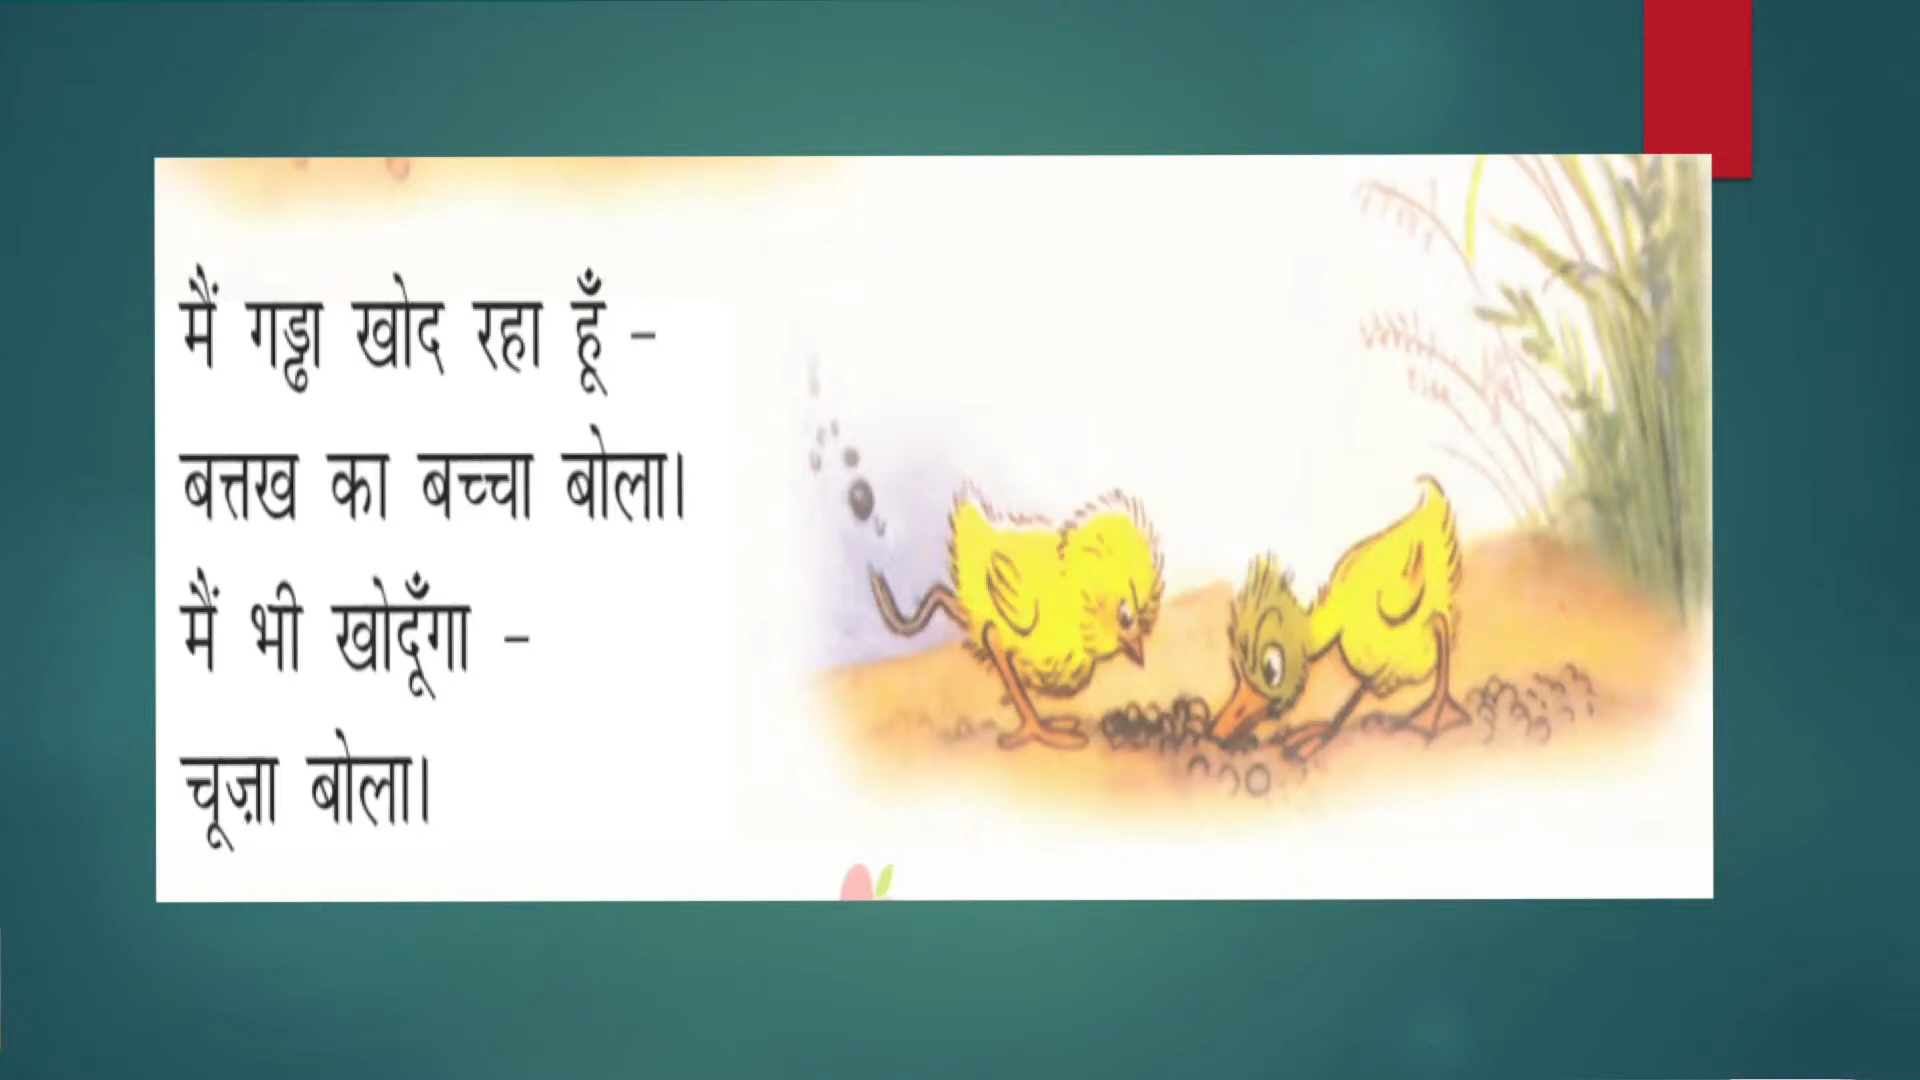 मैं गड्ढा खोद रहा हूँ -
बत्तख का बच्चा बोला।
मैं भी खोदूँगा -
चूज़ा बोला।